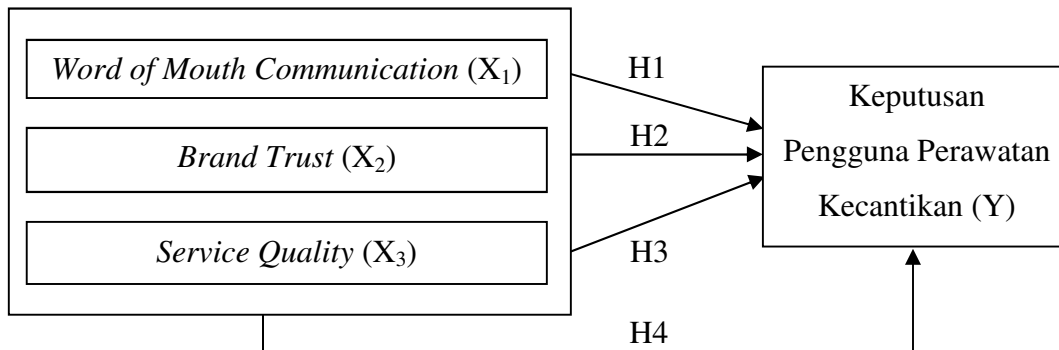 Word of Mouth Communication (X₁)
Brand Trust (X₂)
Service Quality (X₃)
H1
H2
H3
H4
Keputusan
Pengguna Perawatan
Kecantikan (Y)